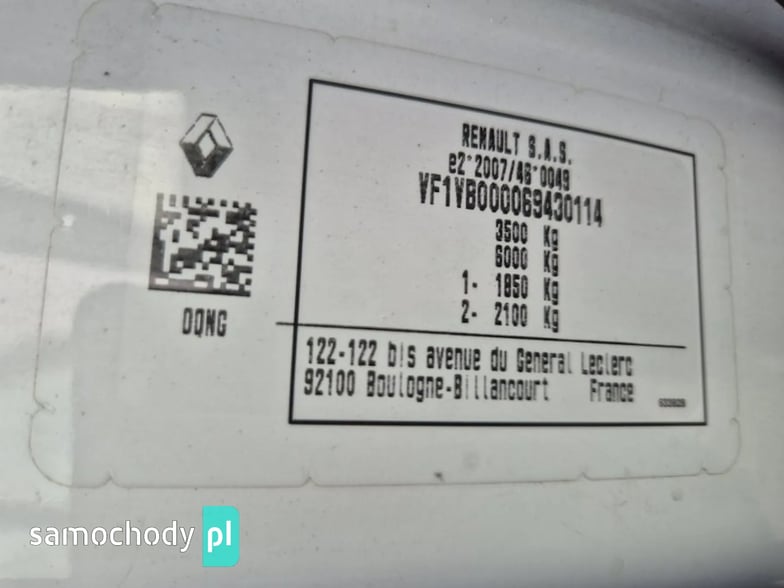 RENAULT S.A.S.
e2*2007/46*0049
VF1VB000069430114
3500 Kg
6000 Kg
1- 1850 Kg
2- 2100 Kg
DQNG
122-122 bis avenue du General Leclerc
92100 Boulogne-Billancourt France
samochody pl